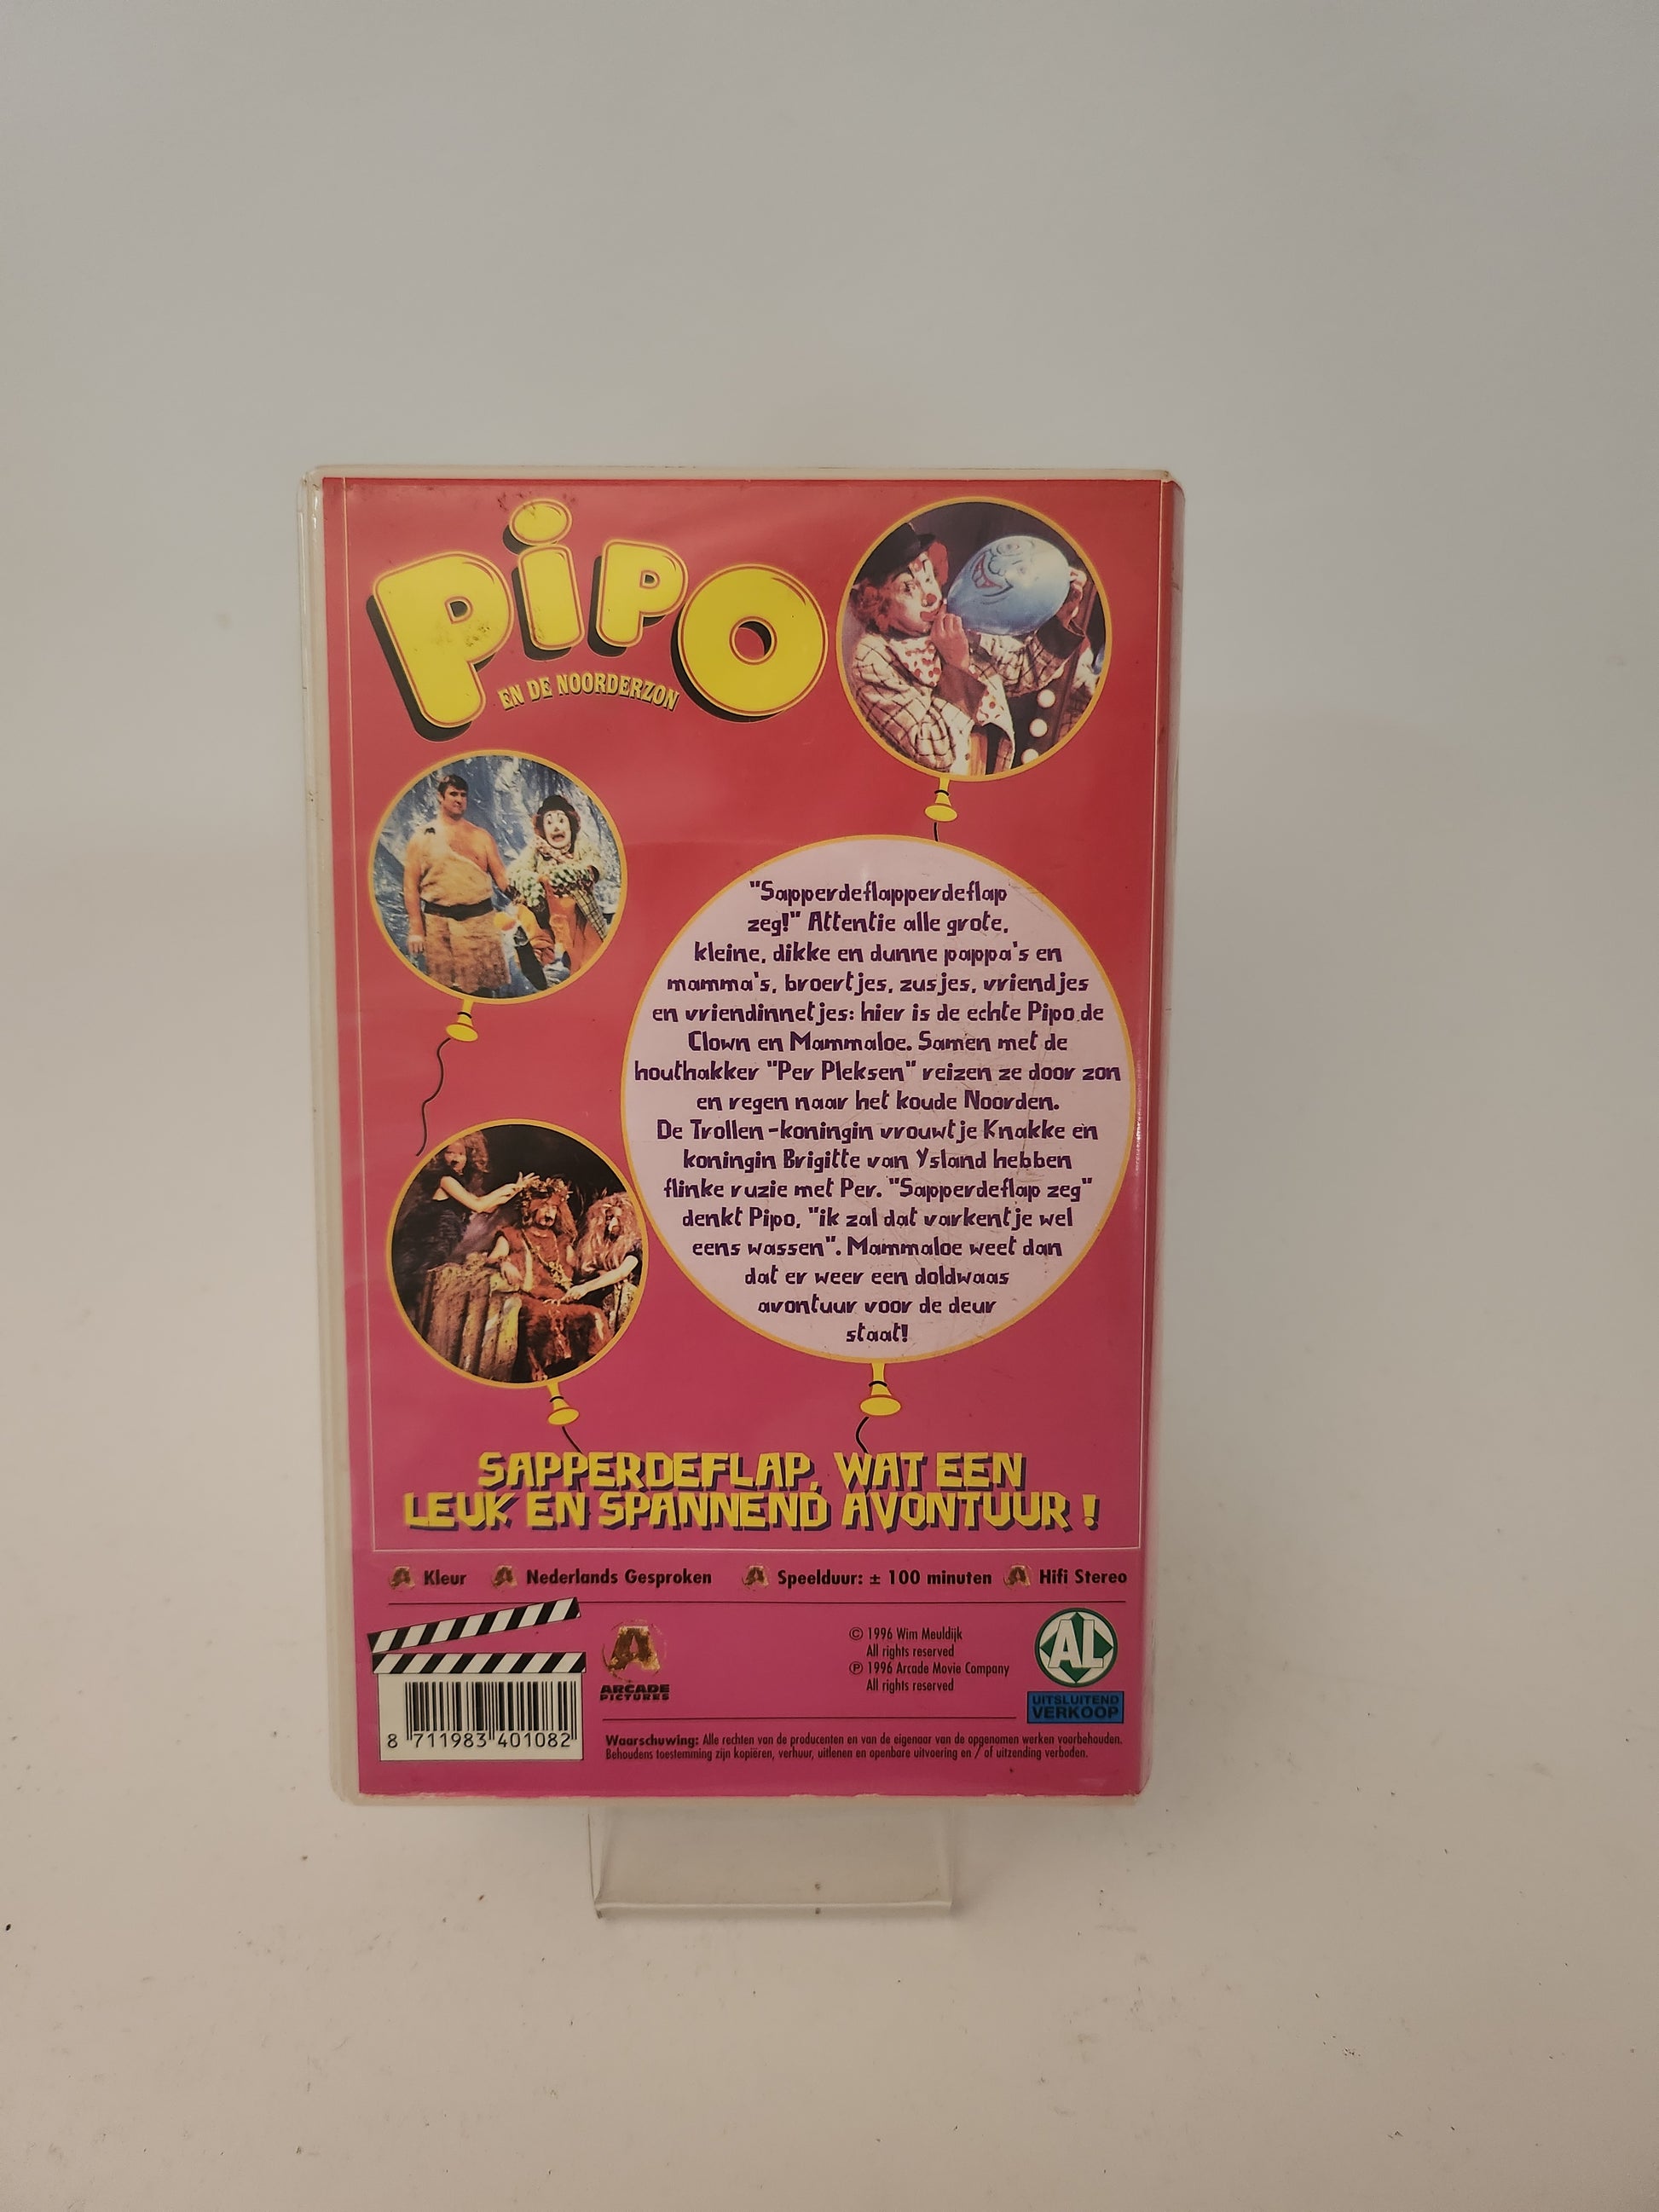 PiPO
EN DE NOORDERZON
"Sapperdeflapperdeflap
zeg!" Attentie alle grote,
kleine, dikke en dunne pappa's en
mamma's, broertjes, zusjes, vriendjes
en vriendinnetjes: hier is de echte Pipo de
Clown en Mammaloe. Samen met de
houthakker "Per Pleksen" reizen ze door zon
en regen naar het koude Noorden.
De Trollen-koningin vrouwtje Knakke en
koningin Brigitte van Ysland hebben
flinke ruzie met Per. "Sapperdeflap zeg"
denkt Pipo, "ik zal dat varkentje wel
eens wassen". Mammaloe weet dan
dat er weer een doldwaas
avontuur voor de deur
staat!
SAPPERDEFLAP, WAT EEN
LEUK EN SPANNEND AVONTUUR !
Kleur Nederlands Gesproken Speelduur: ± 100 minuten Hifi Stereo
A
ARCADE
PICTURES
© 1996 Wim Meuldijk
All rights reserved
℗ 1996 Arcade Movie Company
All rights reserved
AL
UITSLUITEND
VERKOOP
8 711983 401082
Waarschuwing: Alle rechten van de producenten en van de eigenaar van de opgenomen werken voorbehouden.
Behoudens toestemming zijn kopiëren, verhuur, uitlenen en openbare uitvoering en / of uitzending verboden.